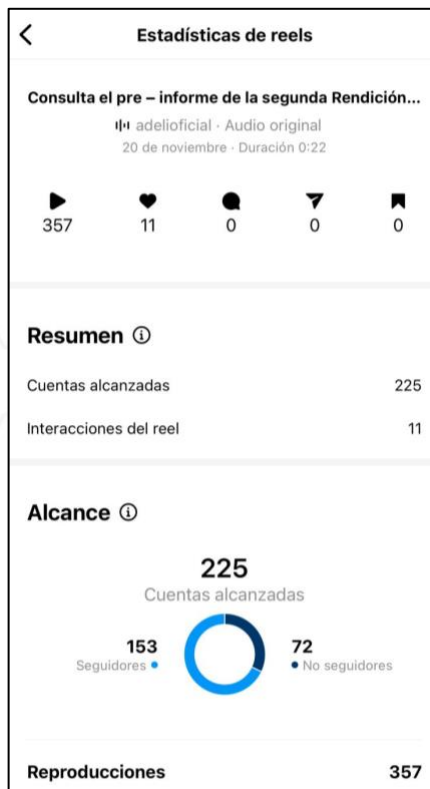 Estadísticas de reels
Consulta el pre – informe de la segunda Rendición...
adelioficial · Audio original
20 de noviembre · Duración 0:22
357 11 0 0 0
Resumen
Cuentas alcanzadas 225
Interacciones del reel 11
Alcance
225
Cuentas alcanzadas
153 72
Seguidores • • No seguidores
Reproducciones 357